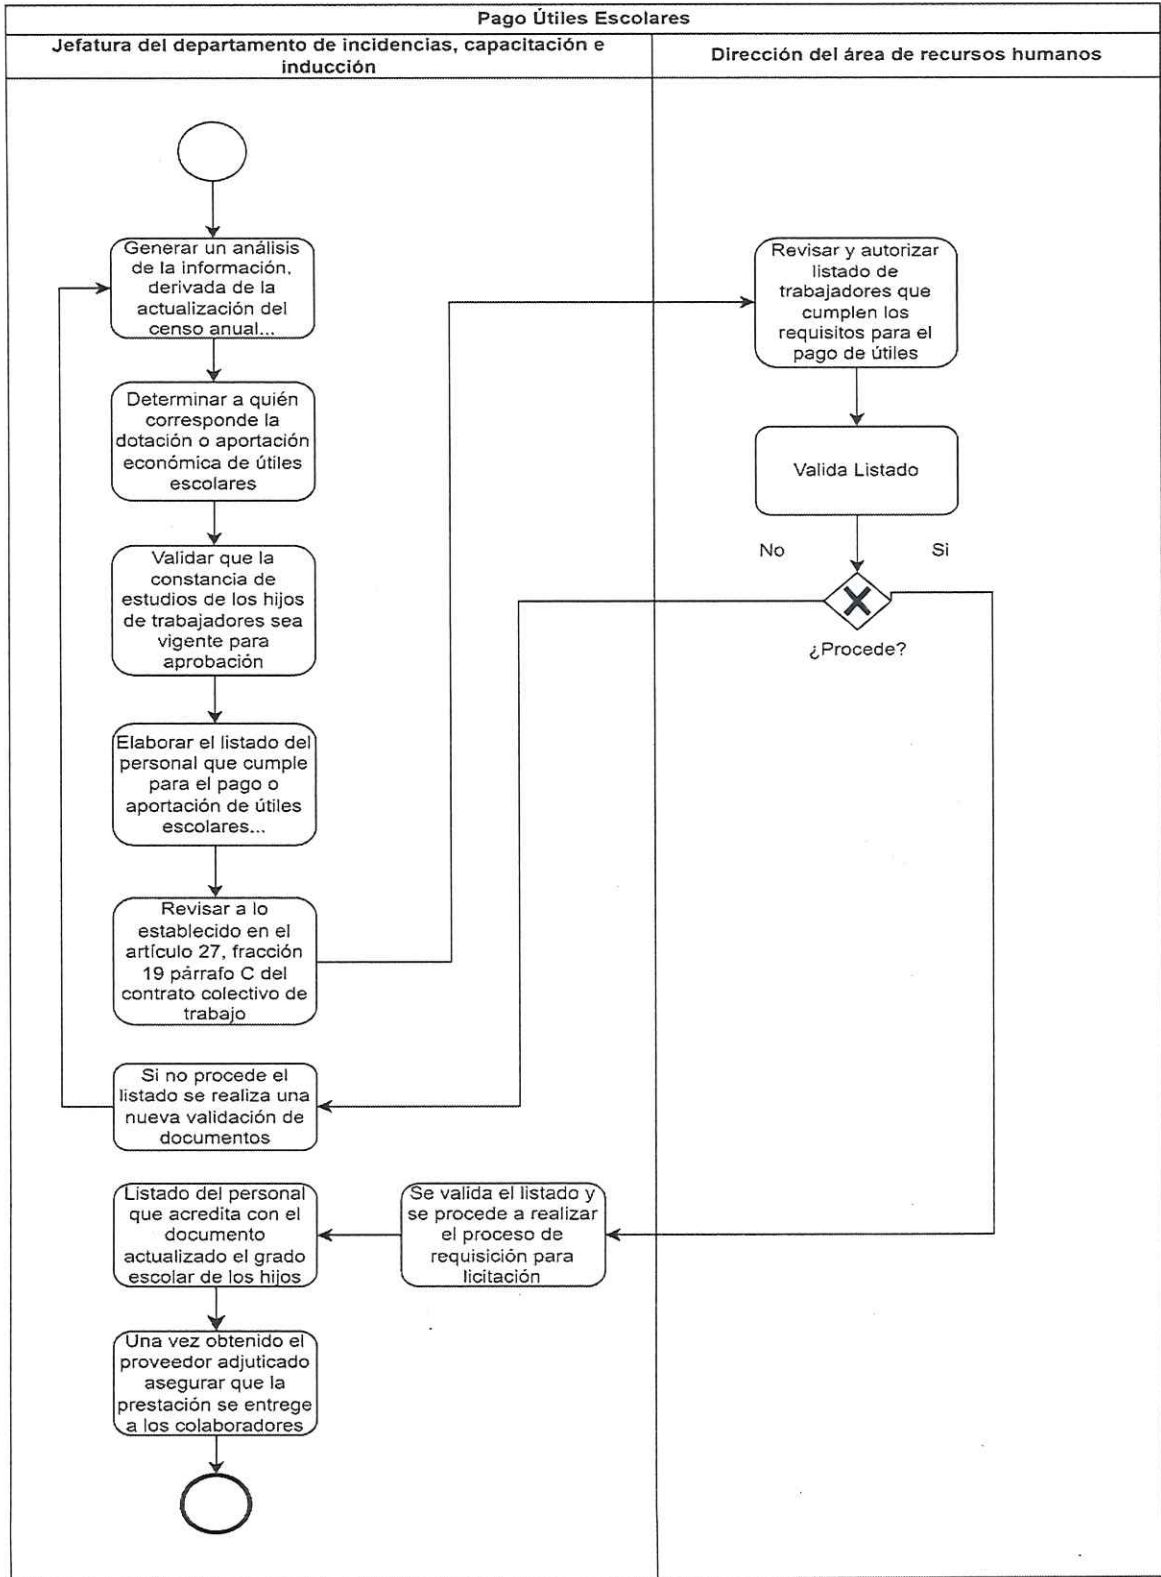 Pago Útiles Escolares
Jefatura del departamento de incidencias, capacitación e
inducción
Dirección del área de recursos humanos
Generar un análisis
de la información,
derivada de la
actualización del
censo anual...
Determinar a quién
corresponde la
dotación o aportación
económica de útiles
escolares
Validar que la
constancia de
estudios de los hijos
de trabajadores sea
vigente para
aprobación
Elaborar el listado del
personal que cumple
para el pago o
aportación de útiles
escolares...
Revisar a lo
establecido en el
artículo 27, fracción
19 párrafo C del
contrato colectivo de
trabajo
Revisar y autorizar
listado de
trabajadores que
cumplen los
requisitos para el
pago de útiles
Valida Listado
No
Si
¿Procede?
Si no procede el
listado se realiza una
nueva validación de
documentos
Se valida el listado y
se procede a realizar
el proceso de
requisición para
licitación
Listado del personal
que acredita con el
documento
actualizado el grado
escolar de los hijos
Una vez obtenido el
proveedor adjuticado
asegurar que la
prestación se entrege
a los colaboradores